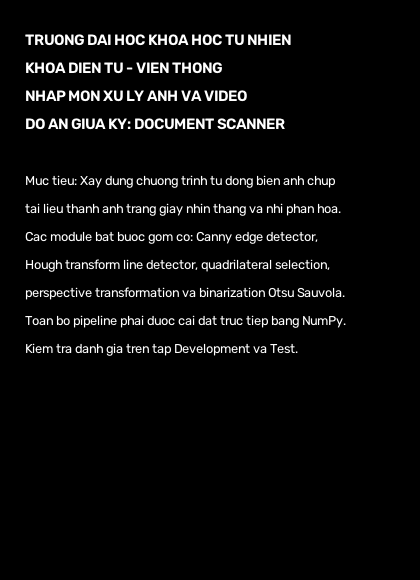 TRUONG DAI HOC KHOA HOC TU NHIEN
KHOA DIEN TU - VIEN THONG
NHAP MON XU LY ANH VA VIDEO
DO AN GIUA KY: DOCUMENT SCANNER
Muc tieu: Xay dung chuong trinh tu dong bien anh chup
tai lieu thanh anh trang giay nhin thang va nhi phan hoa.
Cac module bat buoc gom co: Canny edge detector,
Hough transform line detector, quadrilateral selection,
perspective transformation va binarization Otsu Sauvola.
Toan bo pipeline phai duoc cai dat truc tiep bang NumPy.
Kiem tra danh gia tren tap Development va Test.